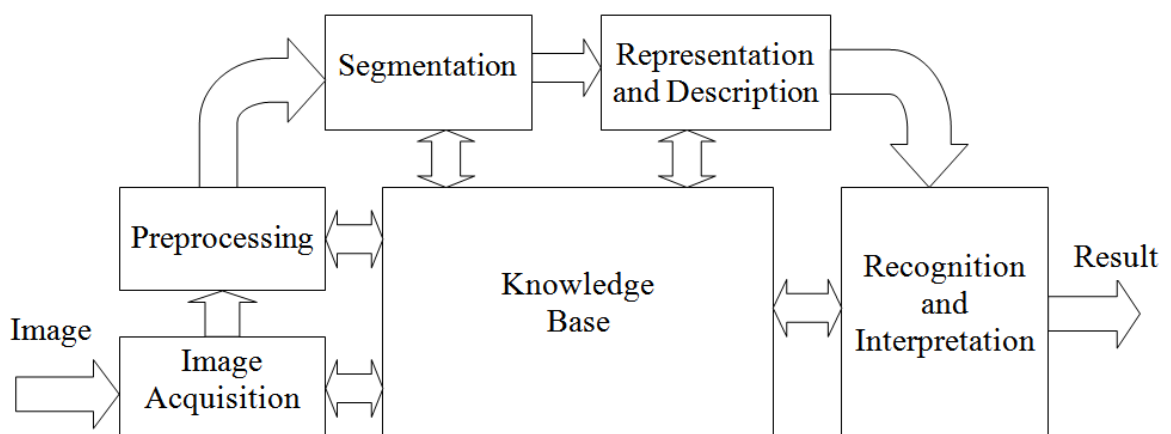 Segmentation
Representation
and Description
Preprocessing
Knowledge
Base
Recognition
and
Interpretation
Result
Image
Image
Acquisition